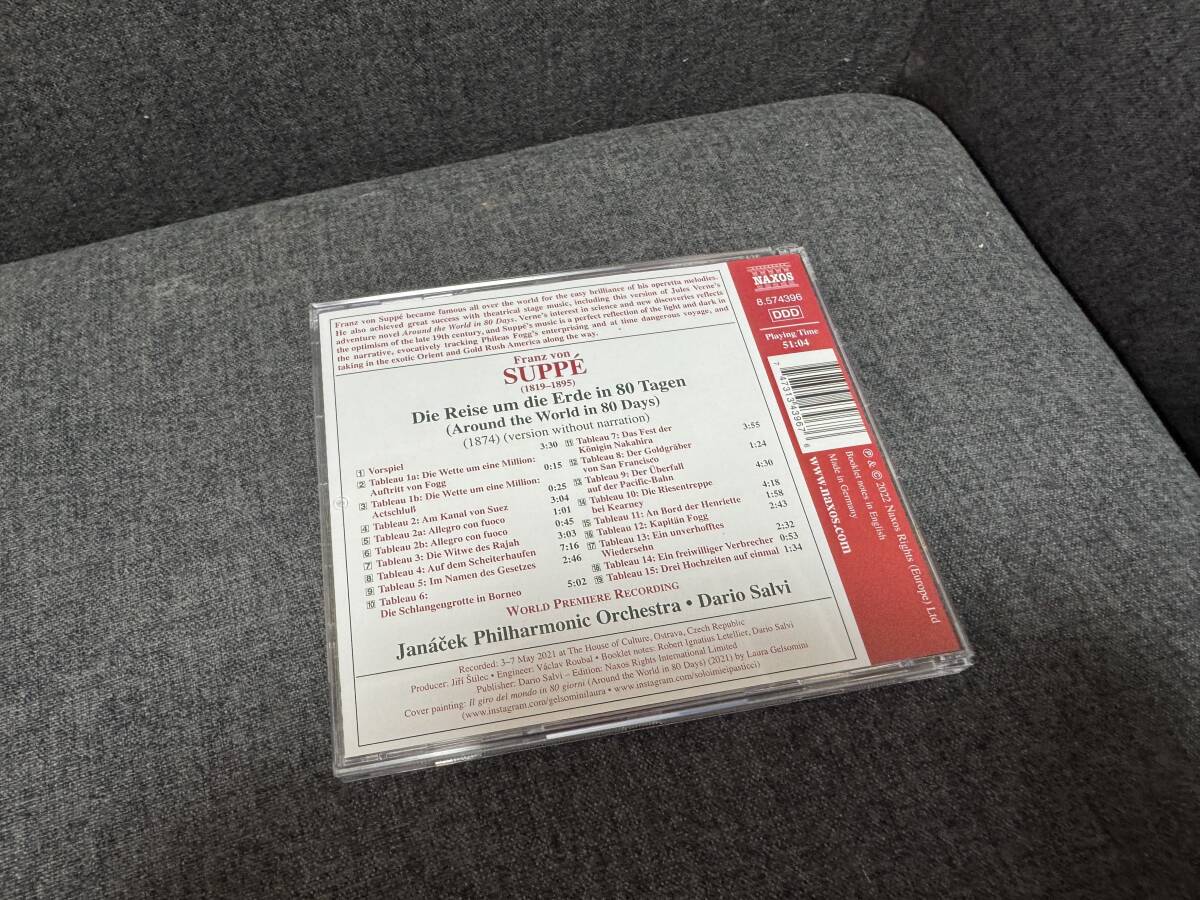 Franz von Suppé became famous all over the world for the easy brilliance of his operetta melodies.
He also achieved great success with theatrical stage music, including this version of Jules Verne's
adventure novel Around the World in 80 Days. Verne's interest in science and new discoveries reflects
the optimism of the late 19th century, and Suppé's music is a perfect reflection of the light and dark in
the narrative, evocatively tracking Phileas Fogg's enterprising and at time dangerous voyage, and
taking in the exotic Orient and Gold Rush America along the way.
Franz von
SUPPÉ
(1819–1895)
Die Reise um die Erde in 80 Tagen
(Around the World in 80 Days)
(1874) (version without narration)
1 Vorspiel 3:30
2 Tableau 1a: Die Wette um eine Million:
Auftritt von Fogg 0:15
3 Tableau 1b: Die Wette um eine Million:
Actschluß 0:25
4 Tableau 2: Am Kanal von Suez 3:04
5 Tableau 2a: Allegro con fuoco 1:01
6 Tableau 2b: Allegro con fuoco 0:45
7 Tableau 3: Die Witwe des Rajah 3:03
8 Tableau 4: Auf dem Scheiterhaufen 7:16
9 Tableau 5: Im Namen des Gesetzes 2:46
10 Tableau 6:
Die Schlangengrotte in Borneo 5:02
11 Tableau 7: Das Fest der
Königin Nakahira 3:55
12 Tableau 8: Der Goldgräber
von San Francisco 1:24
13 Tableau 9: Der Überfall
auf der Pacific-Bahn 4:30
14 Tableau 10: Die Riesentreppe
bei Kearney 4:18
15 Tableau 11: An Bord der Henriette 1:58
16 Tableau 12: Kapitän Fogg 2:43
17 Tableau 13: Ein unverhofftes
Wiedersehn 2:32
18 Tableau 14: Ein freiwilliger Verbrecher 0:53
19 Tableau 15: Drei Hochzeiten auf einmal 1:34
WORLD PREMIERE RECORDING
Janáček Philharmonic Orchestra • Dario Salvi
Recorded: 3–7 May 2021 at The House of Culture, Ostrava, Czech Republic
Producer: Jiří Štilec • Engineer: Václav Roubal • Booklet notes: Robert Ignatius Letellier, Dario Salvi
Publisher: Dario Salvi – Edition: Naxos Rights International Limited
Cover painting: Il giro del mondo in 80 giorni (Around the World in 80 Days) (2021) by Laura Gelsomini
(www.instagram.com/gelsominilaura • www.instagram.com/soloimieipasticci)
NAXOS
8.574396
DDD
Playing Time
51:04
7 47313 43967 6
℗ & © 2022 Naxos Rights (Europe) Ltd
Booklet notes in English
Made in Germany
www.naxos.com